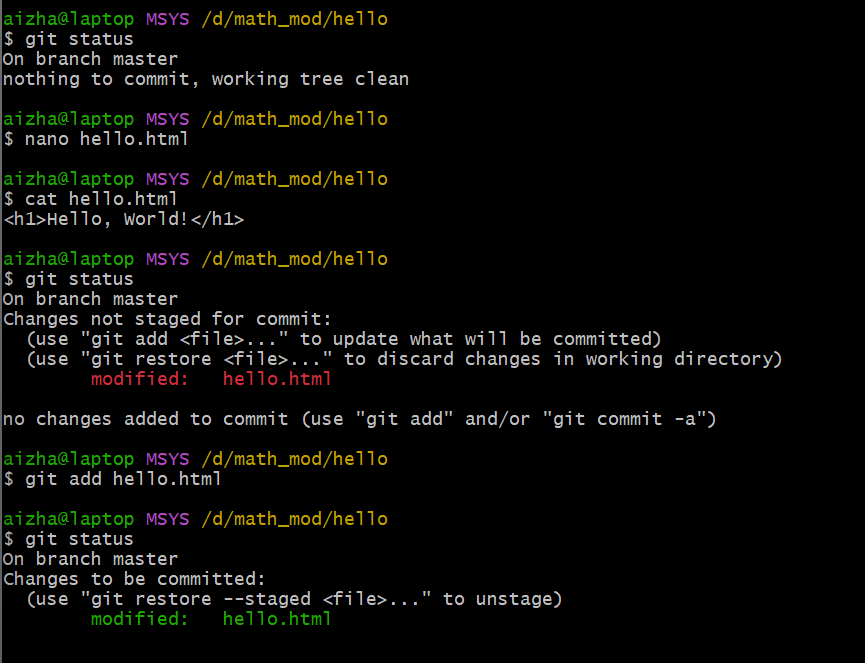 aizha@laptop MSYS /d/math_mod/hello
$ git status
On branch master
nothing to commit, working tree clean
aizha@laptop MSYS /d/math_mod/hello
$ nano hello.html
aizha@laptop MSYS /d/math_mod/hello
$ cat hello.html
<h1>Hello, World!</h1>
aizha@laptop MSYS /d/math_mod/hello
$ git status
On branch master
Changes not staged for commit:
  (use "git add <file>..." to update what will be committed)
  (use "git restore <file>..." to discard changes in working directory)
        modified:   hello.html
no changes added to commit (use "git add" and/or "git commit -a")
aizha@laptop MSYS /d/math_mod/hello
$ git add hello.html
aizha@laptop MSYS /d/math_mod/hello
$ git status
On branch master
Changes to be committed:
  (use "git restore --staged <file>..." to unstage)
        modified:   hello.html